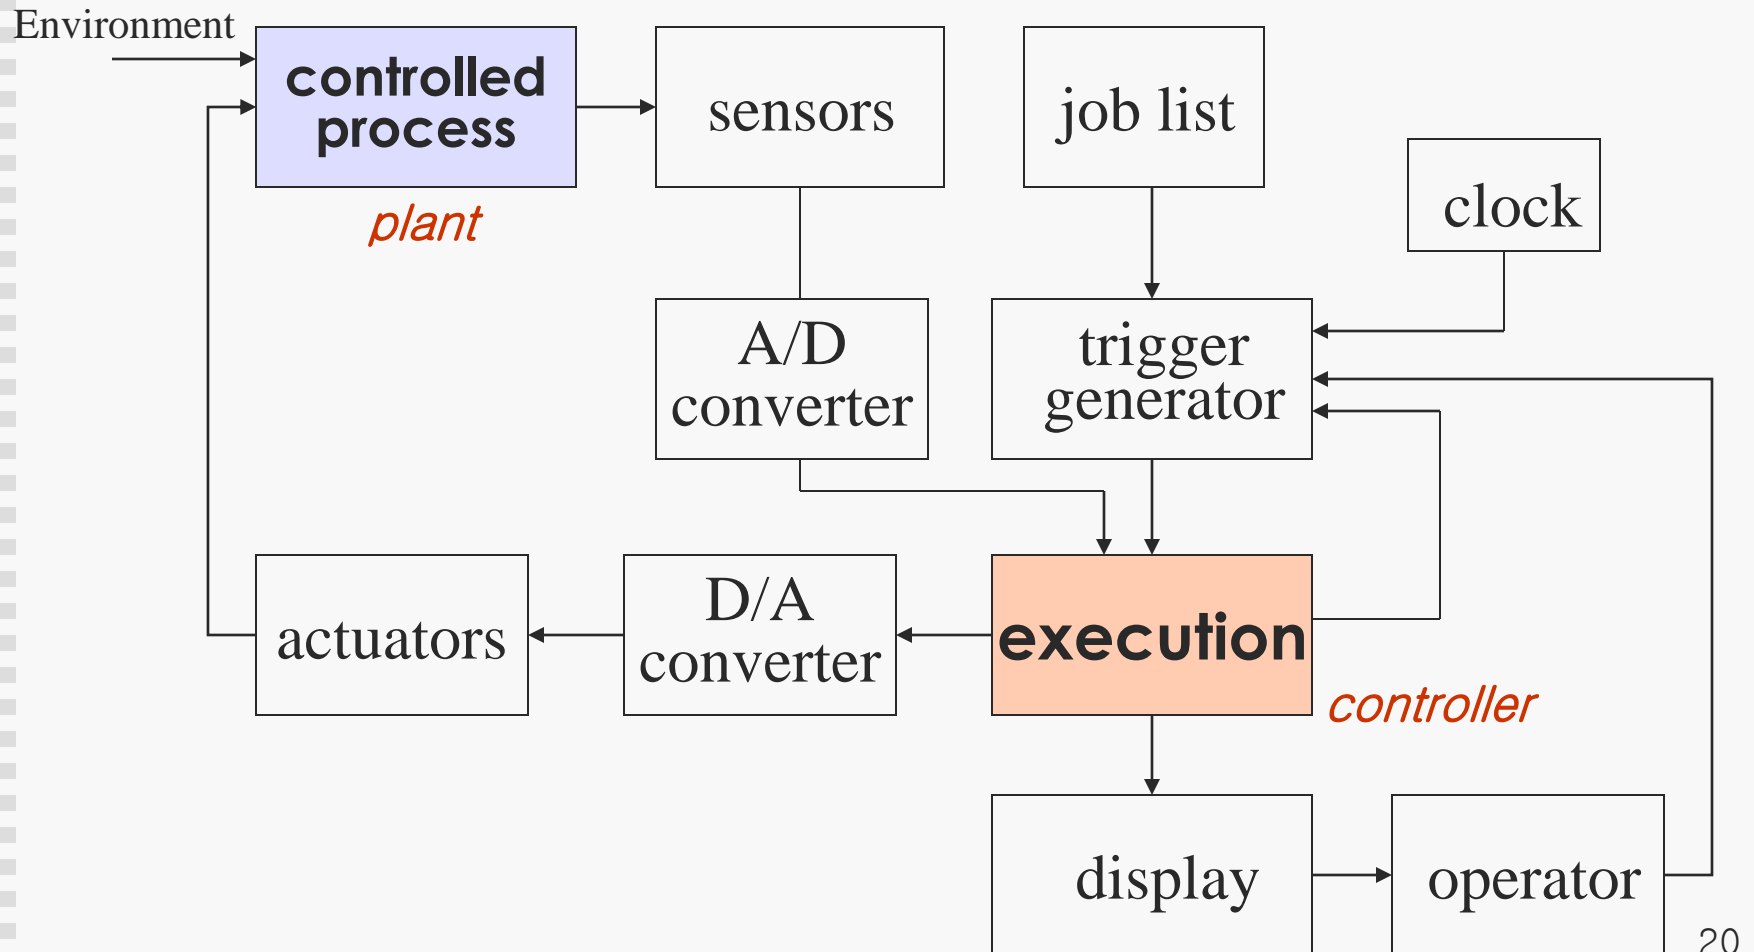 Environment
controlled
process
sensors
job list
clock
plant
A/D
converter
trigger
generator
actuators
D/A
converter
execution
controller
display
operator
20